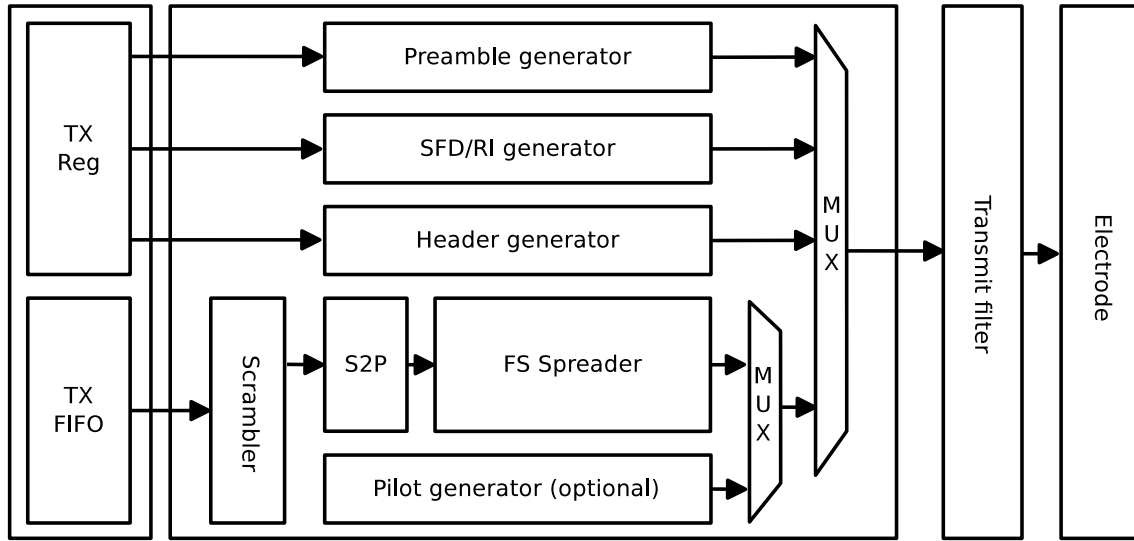 Preamble generator
TX
Reg
SFD/RI generator
Header generator
M
U
X
Transmit filter
Electrode
TX
FIFO
Scrambler
S2P
FS Spreader
M
U
X
Pilot generator (optional)